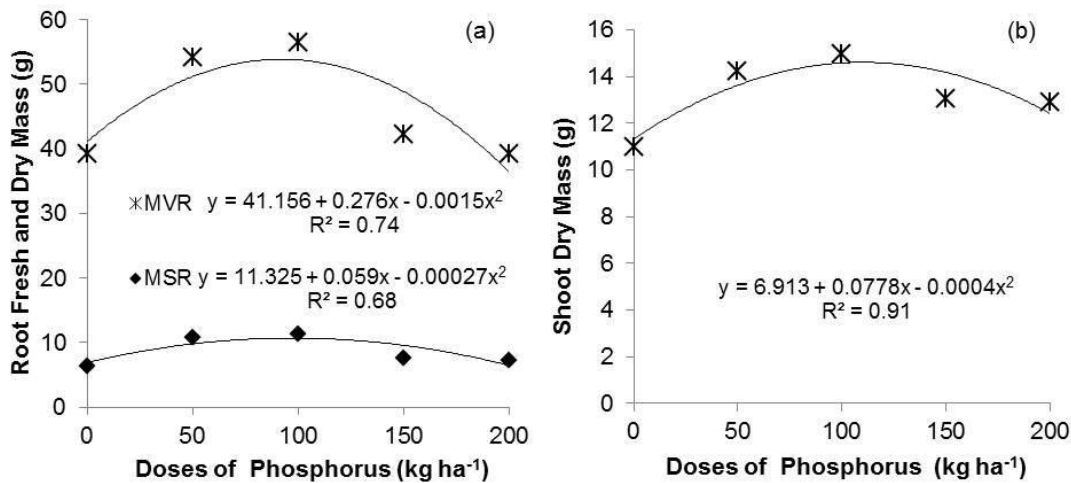 (a)
Root Fresh and Dry Mass (g)
60
50
40
30
20
10
0
MVR y = 41.156 + 0.276x - 0.0015x²
R² = 0.74
MSR y = 11.325 + 0.059x - 0.00027x²
R² = 0.68
0 50 100 150 200
Doses of Phosphorus (kg ha⁻¹)
(b)
Shoot Dry Mass (g)
16
14
12
10
8
6
4
2
0
y = 6.913 + 0.0778x - 0.0004x²
R² = 0.91
0 50 100 150 200
Doses of Phosphorus (kg ha⁻¹)